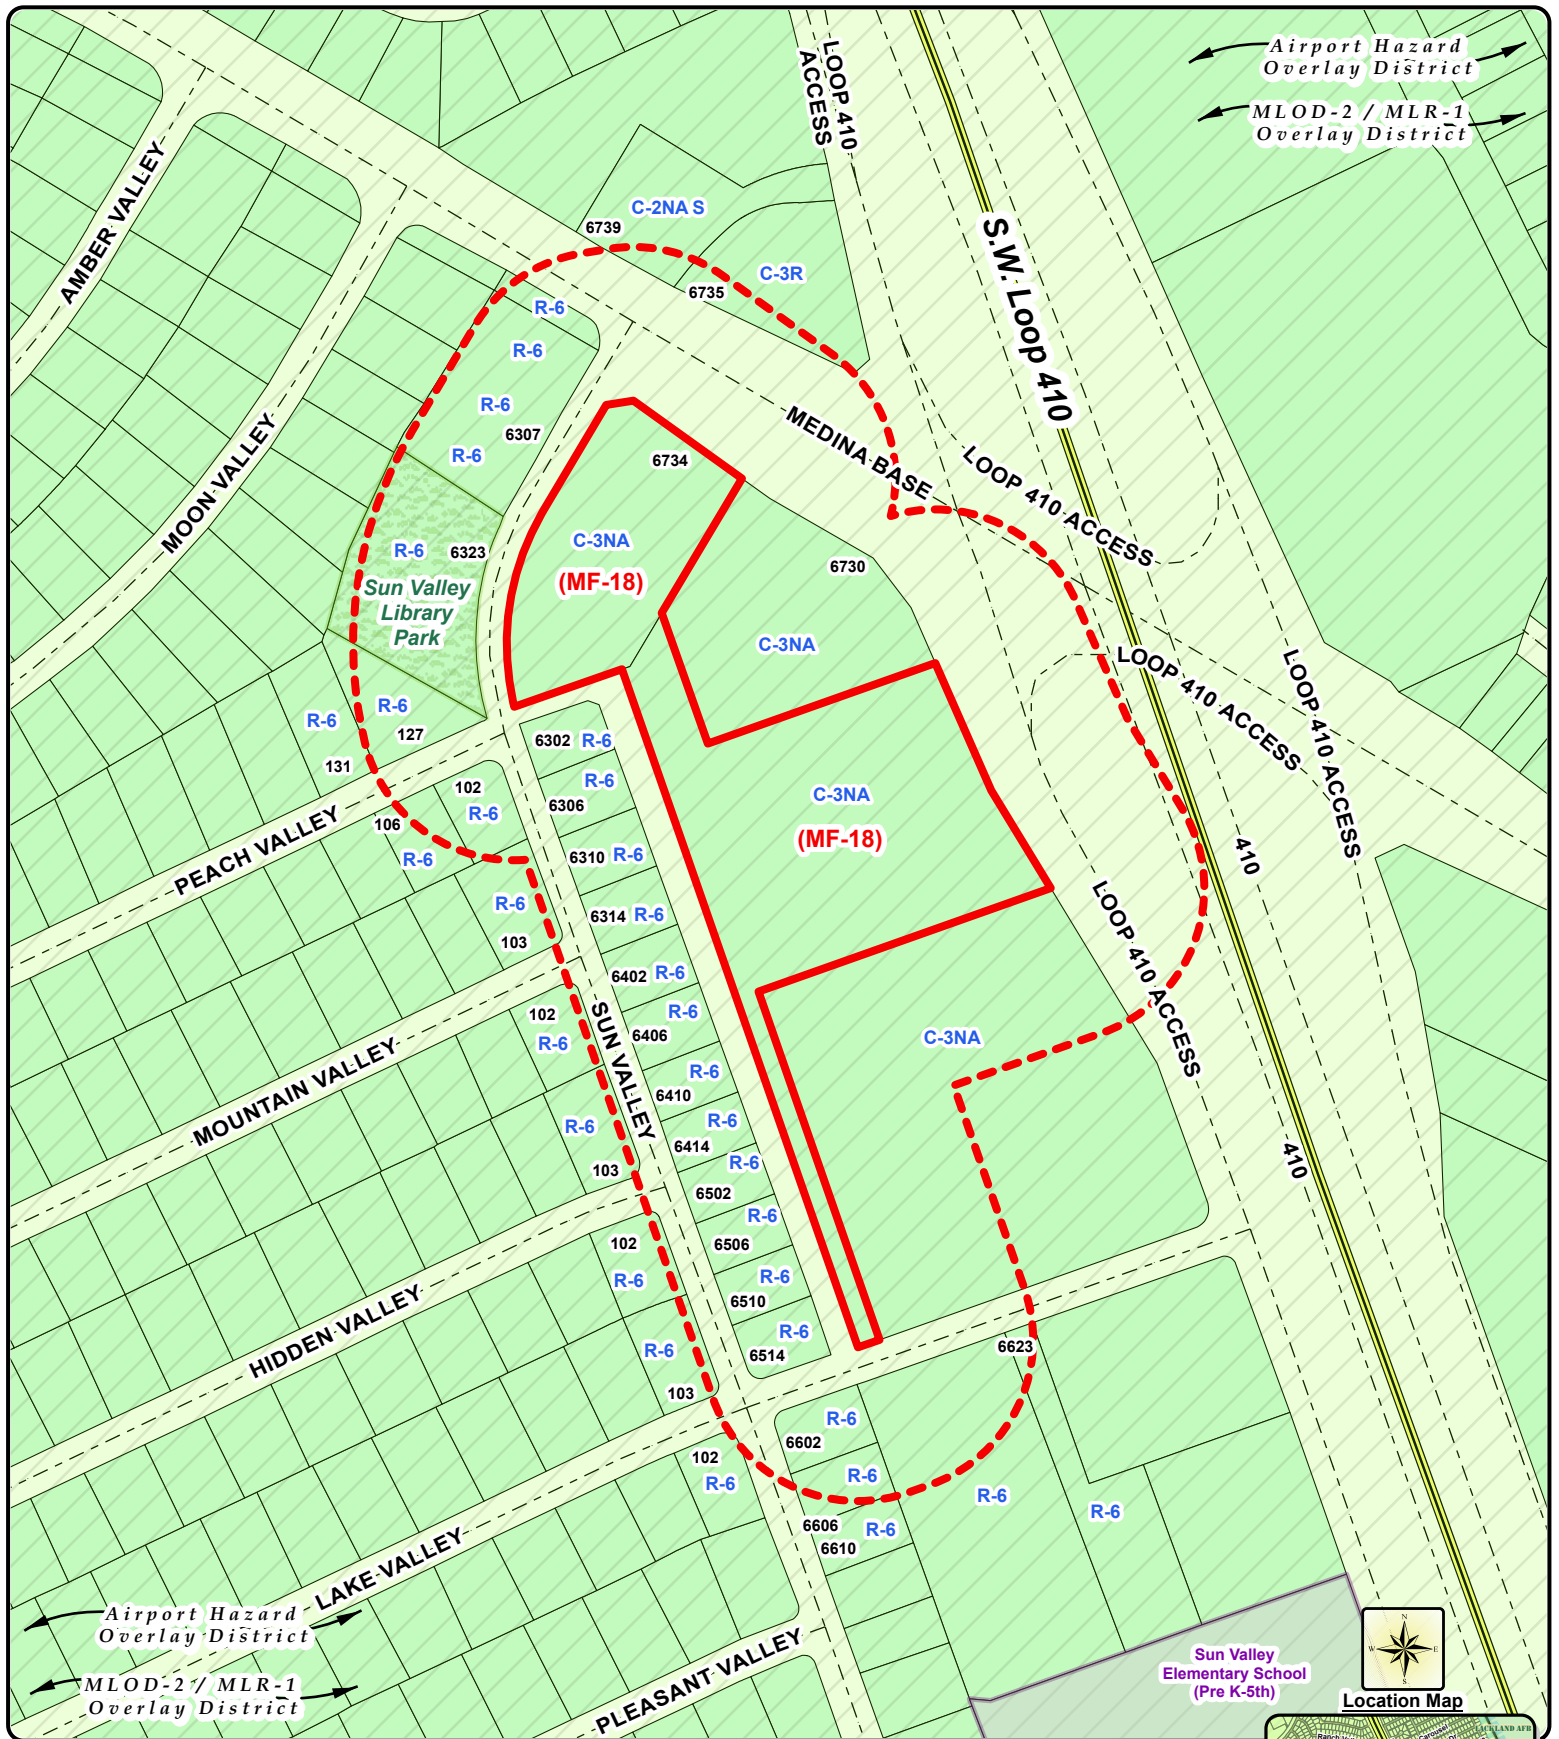 Airport Hazard
Overlay District
MLOD-2 / MLR-1
Overlay District
LOOP 410
ACCESS
AMBER VALLEY
C-2NA S
6739
S.W. Loop 410
C-3R
6735
R-6
R-6
R-6
6307
R-6
MEDINA BASE
6734
MOON VALLEY
LOOP 410 ACCESS
C-3NA
(MF-18)
R-6
6323
Sun Valley
Library
Park
6730
C-3NA
LOOP 410 ACCESS
LOOP 410 ACCESS
R-6
R-6
127
131
6302
R-6
R-6
6306
102
R-6
106
R-6
C-3NA
(MF-18)
PEACH VALLEY
6310
R-6
410
R-6
103
6314
R-6
LOOP 410 ACCESS
6402
R-6
102
R-6
R-6
6406
SUN VALLEY
C-3NA
MOUNTAIN VALLEY
R-6
6410
R-6
R-6
6414
R-6
103
6502
410
R-6
102
6506
R-6
R-6
6510
HIDDEN VALLEY
R-6
R-6
6514
6623
103
R-6
6602
102
R-6
R-6
R-6
R-6
6606
R-6
6610
LAKE VALLEY
Airport Hazard
Overlay District
MLOD-2 / MLR-1
Overlay District
PLEASANT VALLEY
Sun Valley
Elementary School
(Pre K-5th)
N
W
E
S
Location Map
Carousel
LACKLAND AFB